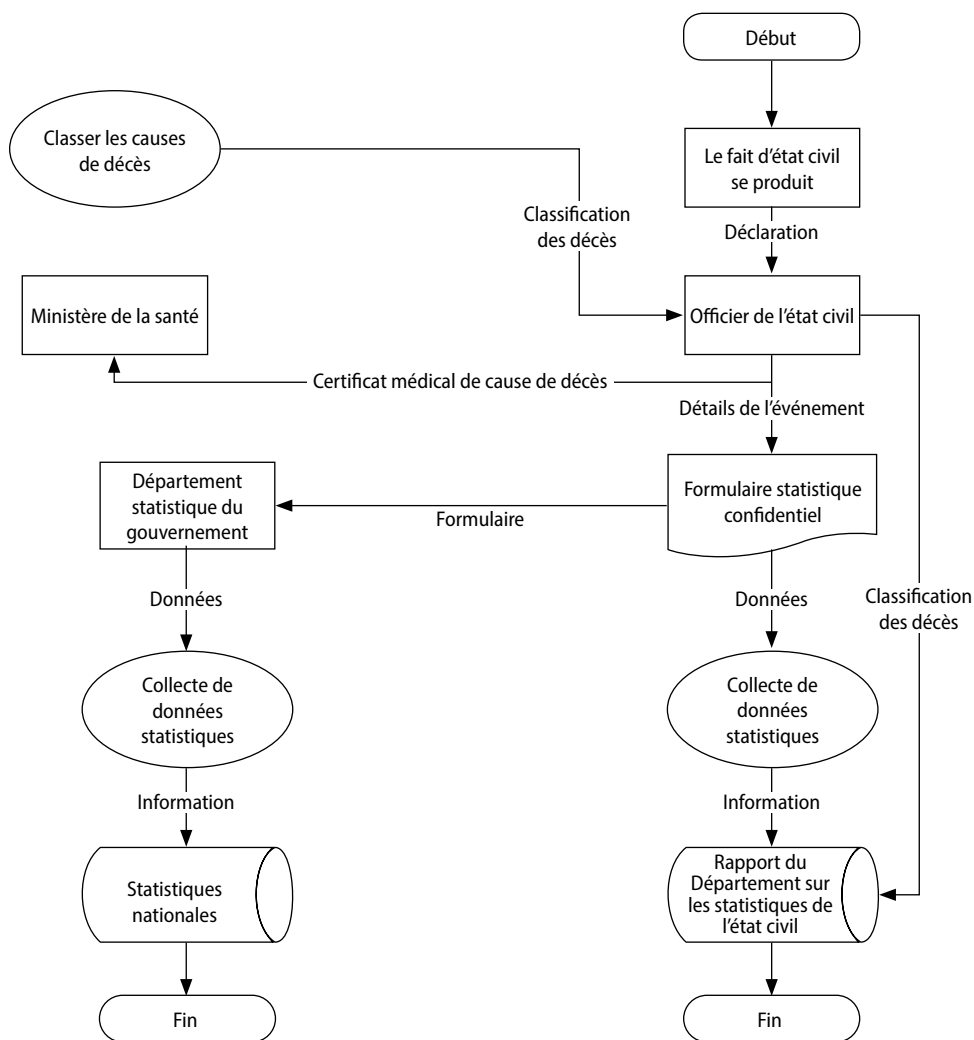 Début
Classer les causes
de décès
Le fait d'état civil
se produit
Classification
des décès
Déclaration
Ministère de la santé
Officier de l'état civil
Certificat médical de cause de décès
Détails de l'événement
Département
statistique du
gouvernement
Formulaire
Formulaire statistique
confidentiel
Données
Données
Classification
des décès
Collecte de
données
statistiques
Collecte de
données
statistiques
Information
Information
Statistiques
nationales
Rapport du
Département sur
les statistiques de
l'état civil
Fin
Fin